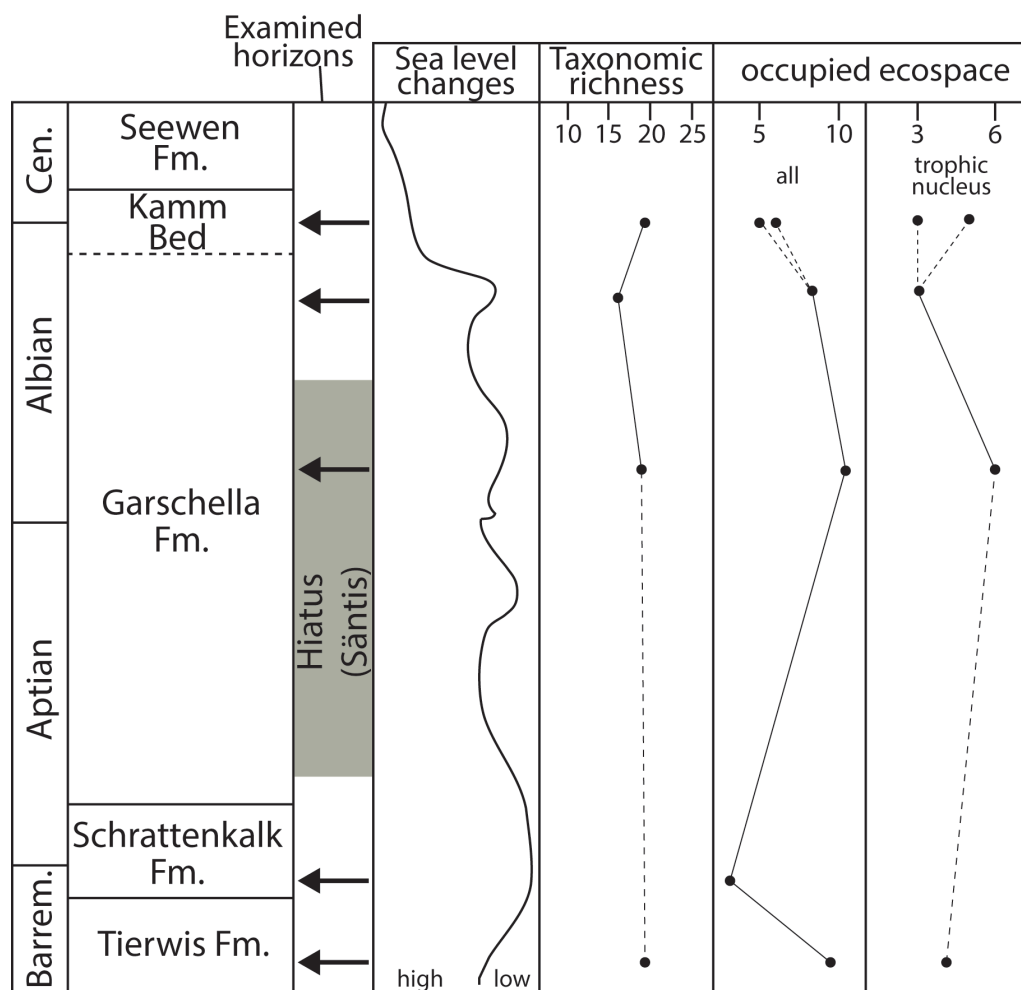 Examined
horizons
Sea level
changes
Taxonomic
richness
occupied ecospace
10 15 20 25
5 10
3 6
all
trophic
nucleus
Cen.
Albian
Aptian
Barrem.
Seewen
Fm.
Kamm
Bed
Garschella
Fm.
Schrattenkalk
Fm.
Tierwis Fm.
Hiatus
(Säntis)
high low